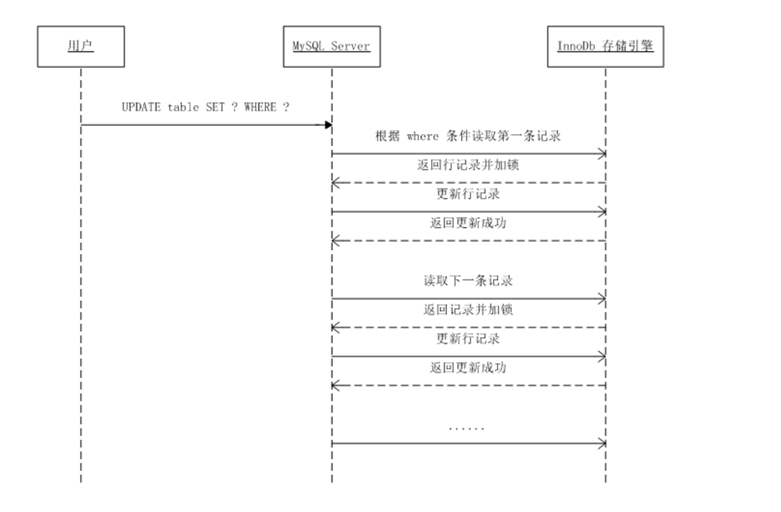 用户
MySQL Server
InnoDb 存储引擎
UPDATE table SET ? WHERE ?
根据 where 条件读取第一条记录
返回行记录并加锁
更新行记录
返回更新成功
读取下一条记录
返回记录并加锁
更新行记录
返回更新成功
......